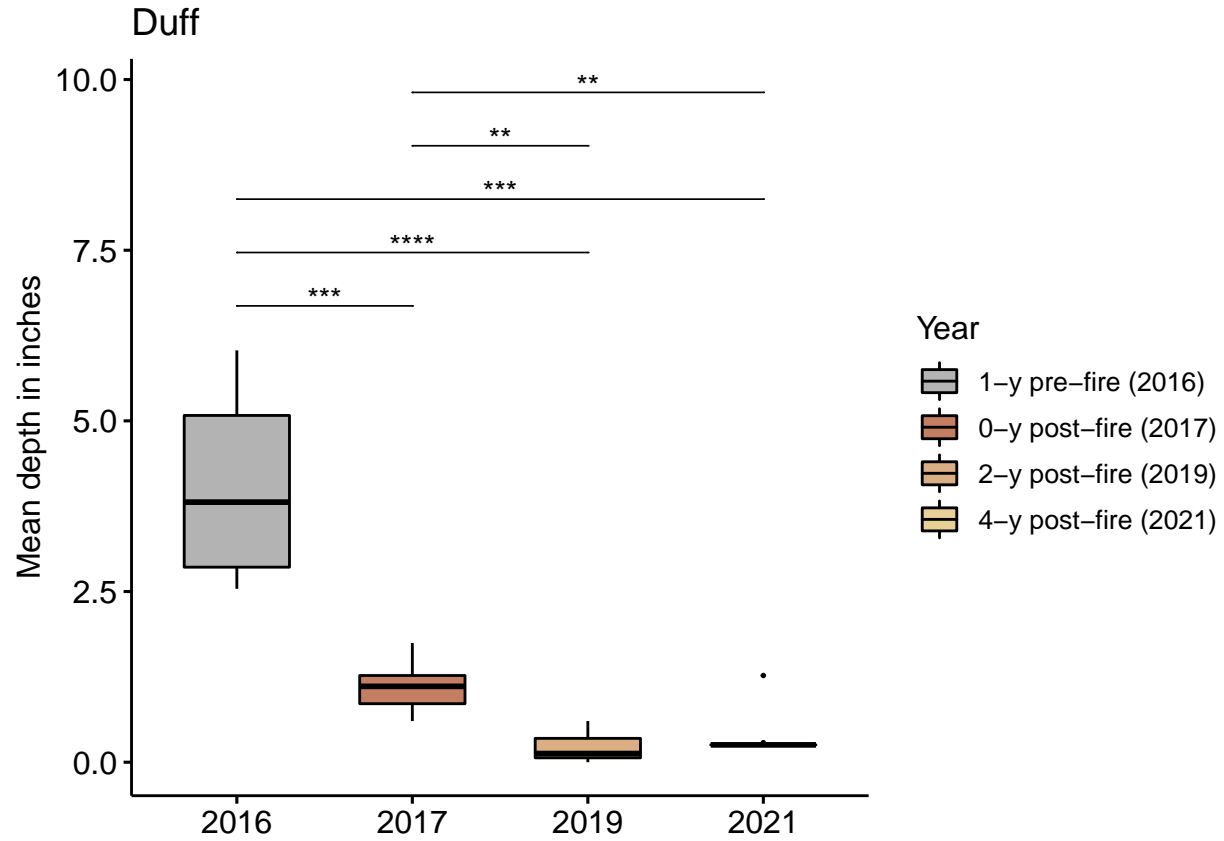 Duff
Mean depth in inches
10.0
7.5
5.0
2.5
0.0
**
**
***
****
***
2016 2017 2019 2021
Year
1−y pre−fire (2016)
0−y post−fire (2017)
2−y post−fire (2019)
4−y post−fire (2021)